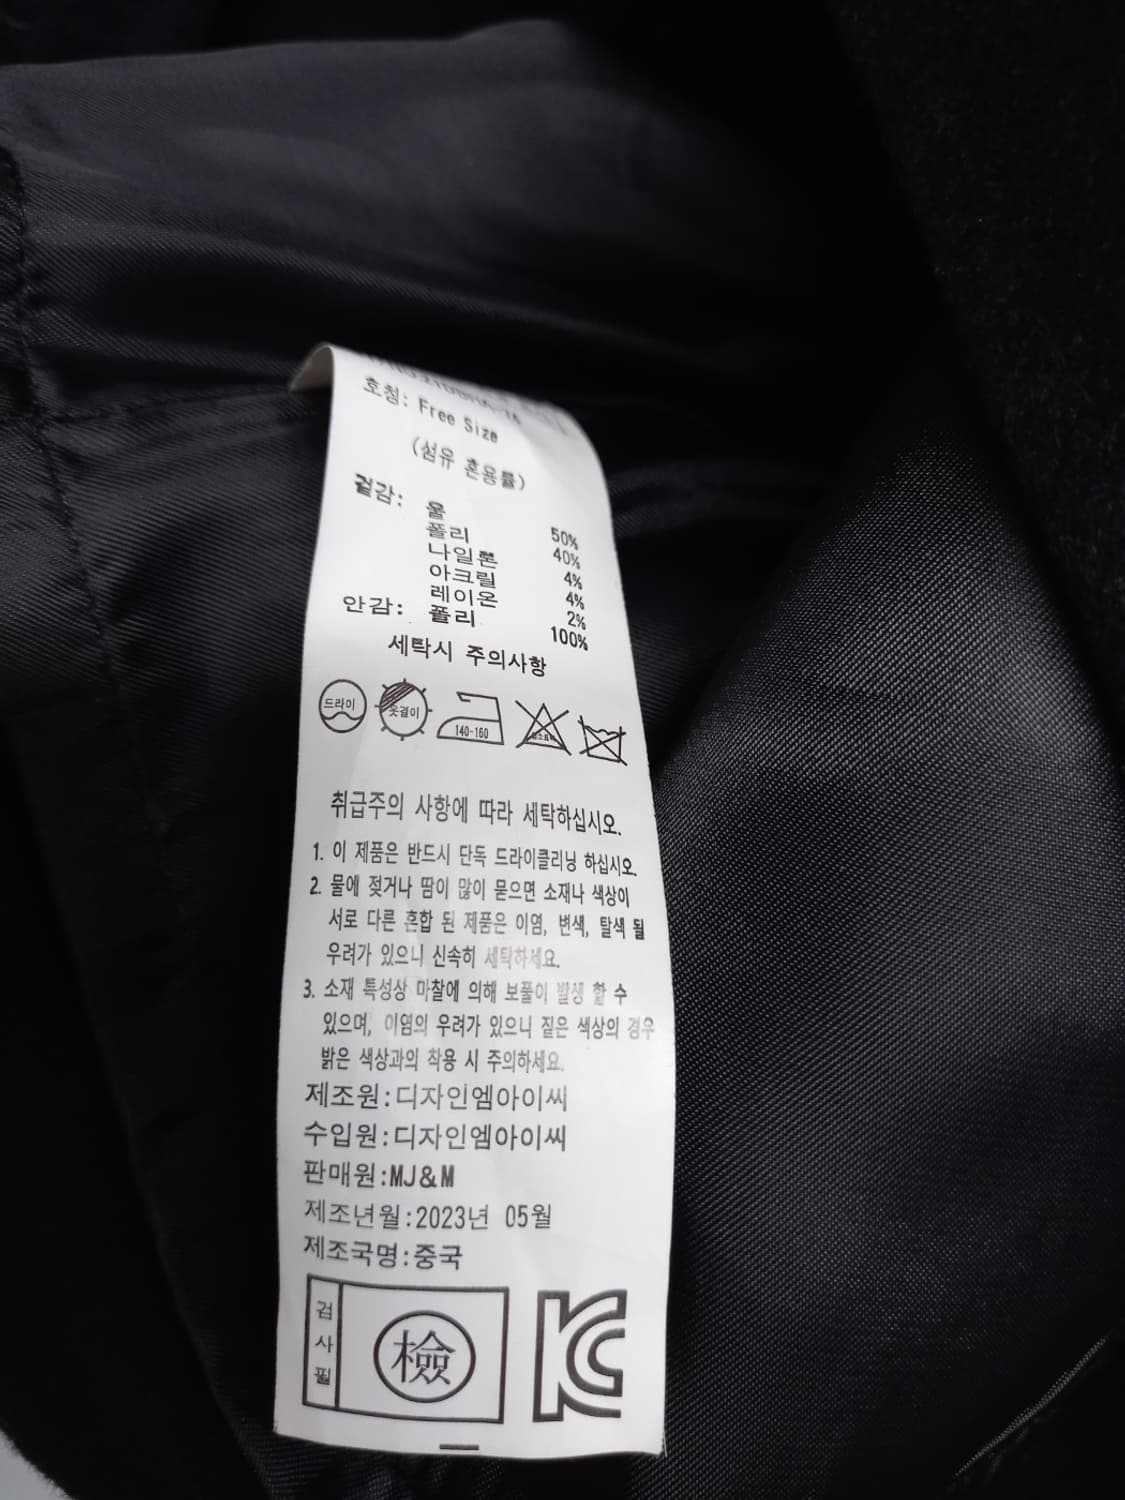 호칭: Free Size
(섬유 혼용률)
겉감: 울 50%
폴리 40%
나일론 4%
아크릴 4%
레이온 2%
안감: 폴리 100%
세탁시 주의사항
드라이 옷걸이 140-160
취급주의 사항에 따라 세탁하십시오.
1. 이 제품은 반드시 단독 드라이클리닝 하십시오.
2. 물에 젖거나 땀이 많이 묻으면 소재나 색상이
서로 다른 혼합 된 제품은 이염, 변색, 탈색 될
우려가 있으니 신속히 세탁하세요.
3. 소재 특성상 마찰에 의해 보풀이 발생 할 수
있으며, 이염의 우려가 있으니 짙은 색상의 경우
밝은 색상과의 착용 시 주의하세요.
제조원:디자인엠아이씨
수입원:디자인엠아이씨
판매원:MJ&M
제조년월:2023년 05월
제조국명:중국
검사필 檢 KC